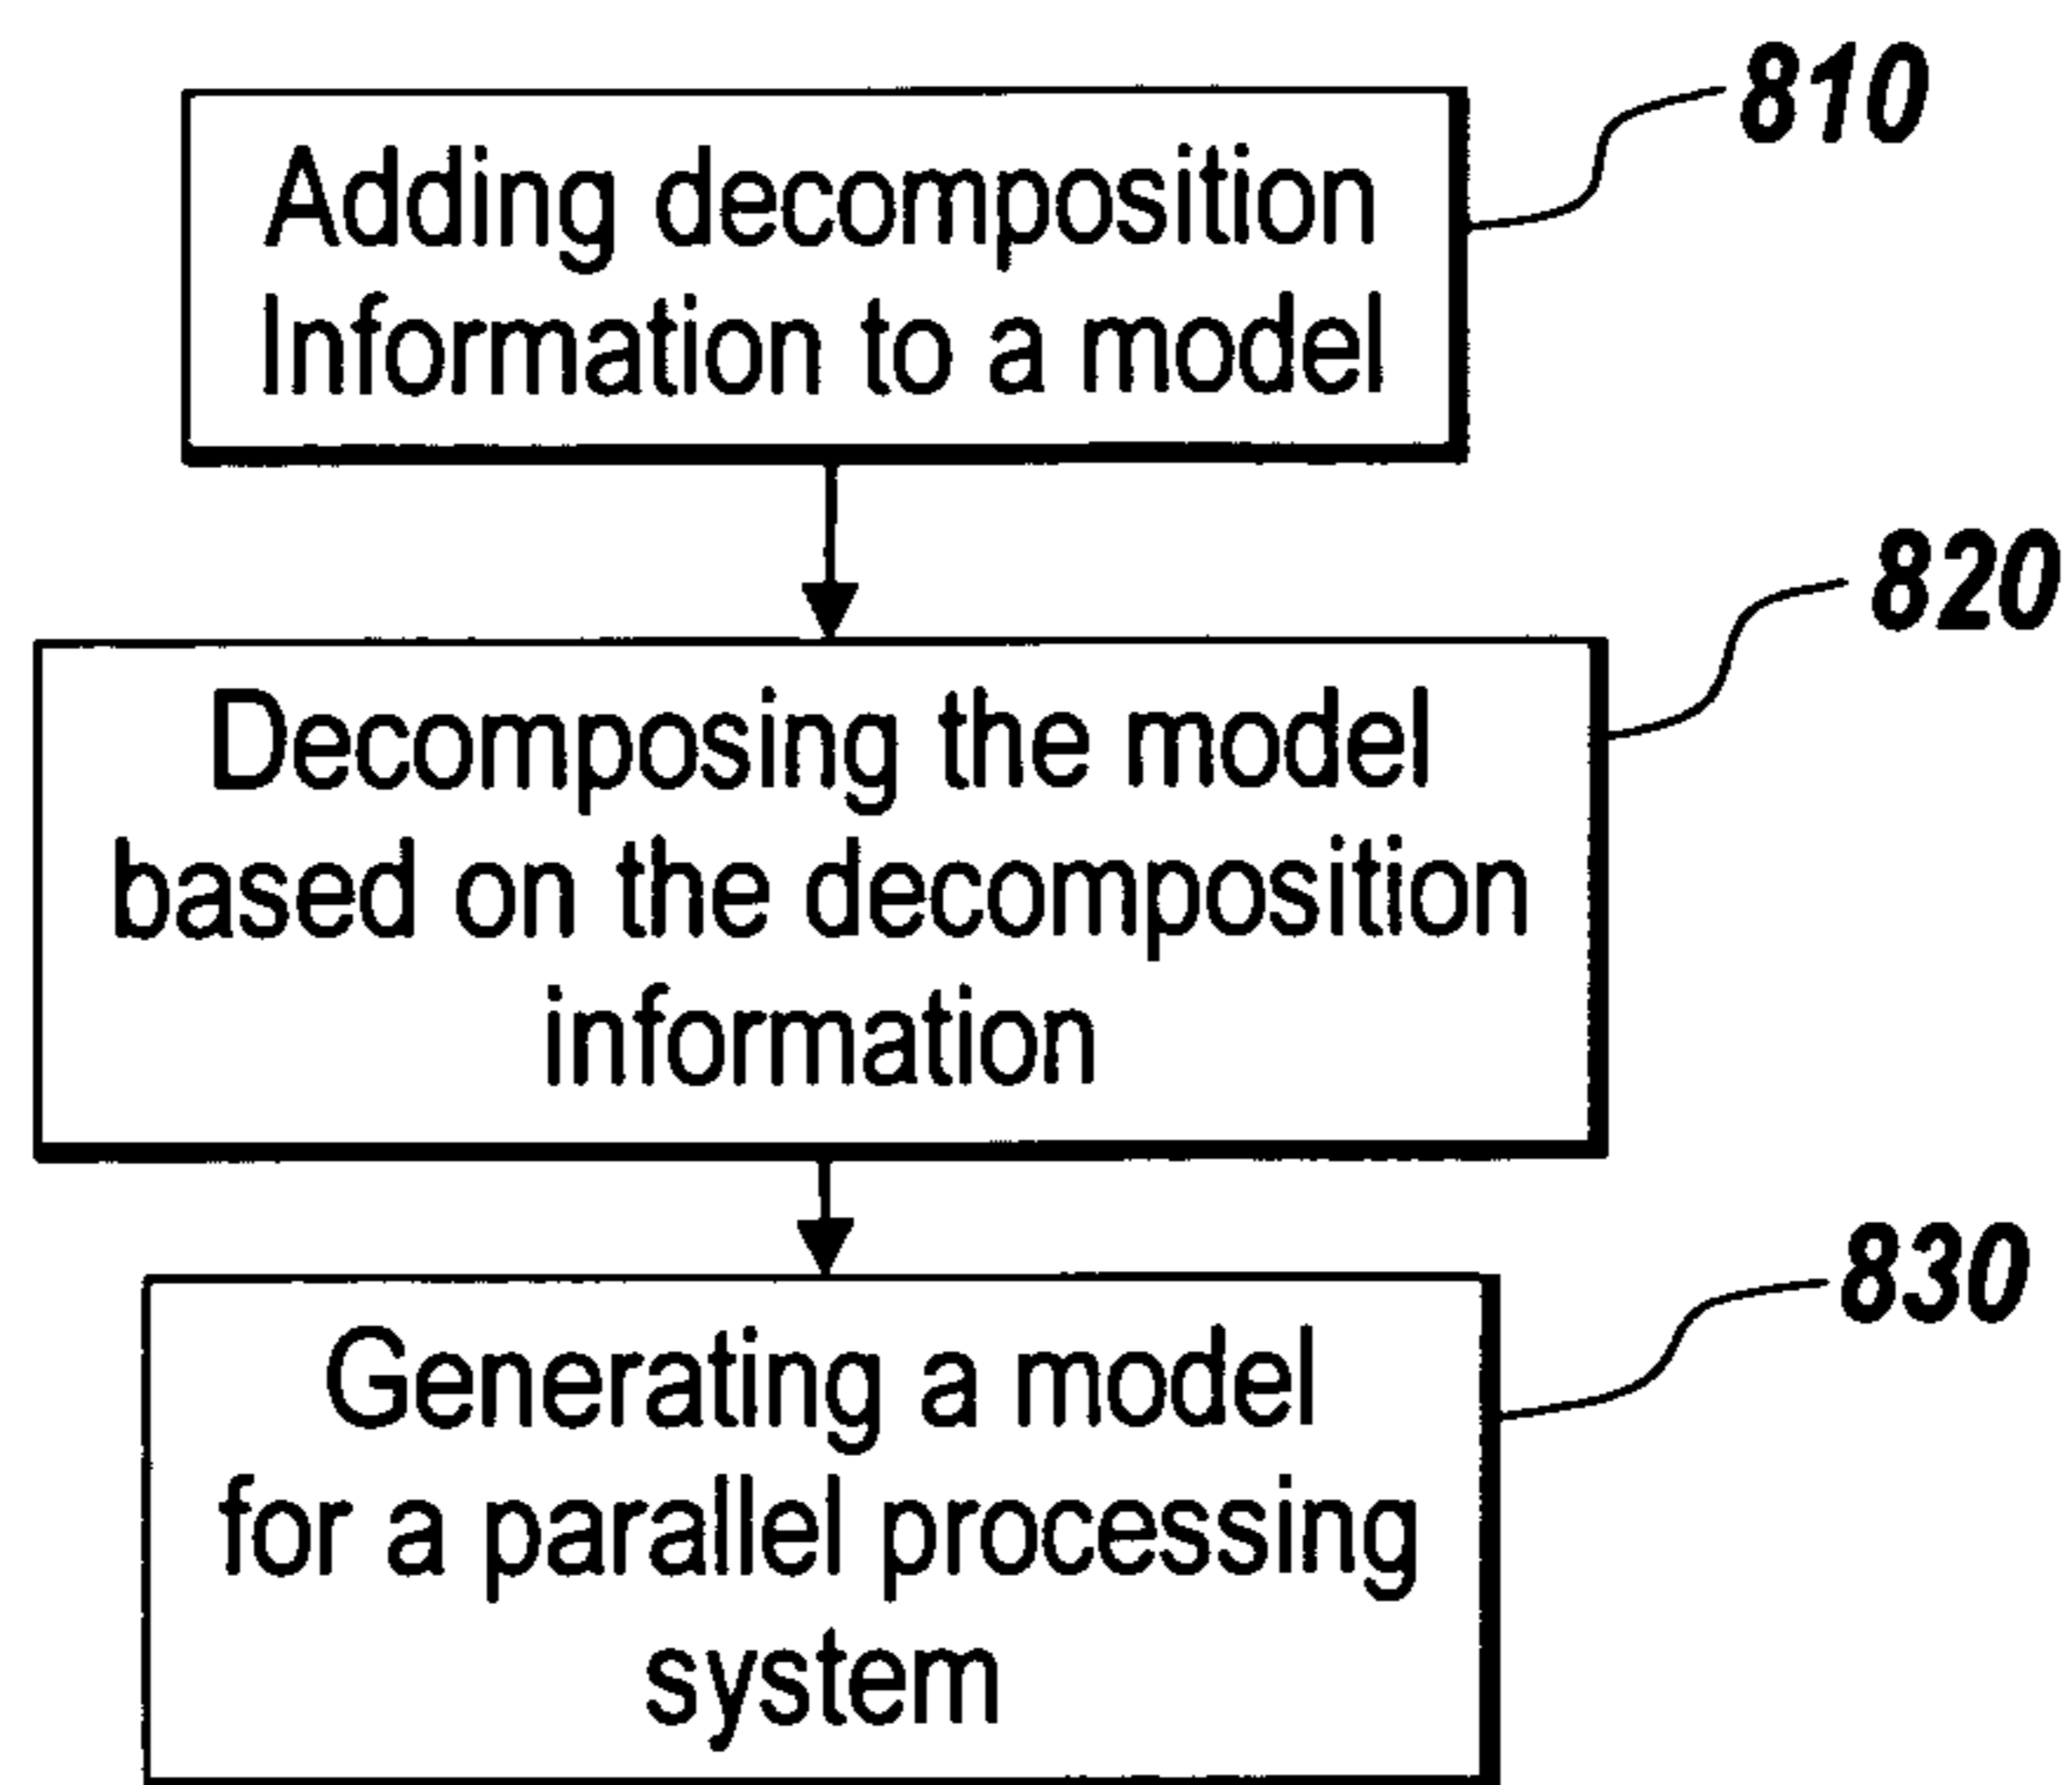 810
Adding decomposition
Information to a model
820
Decomposing the model
based on the decomposition
information
830
Generating a model
for a parallel processing
system